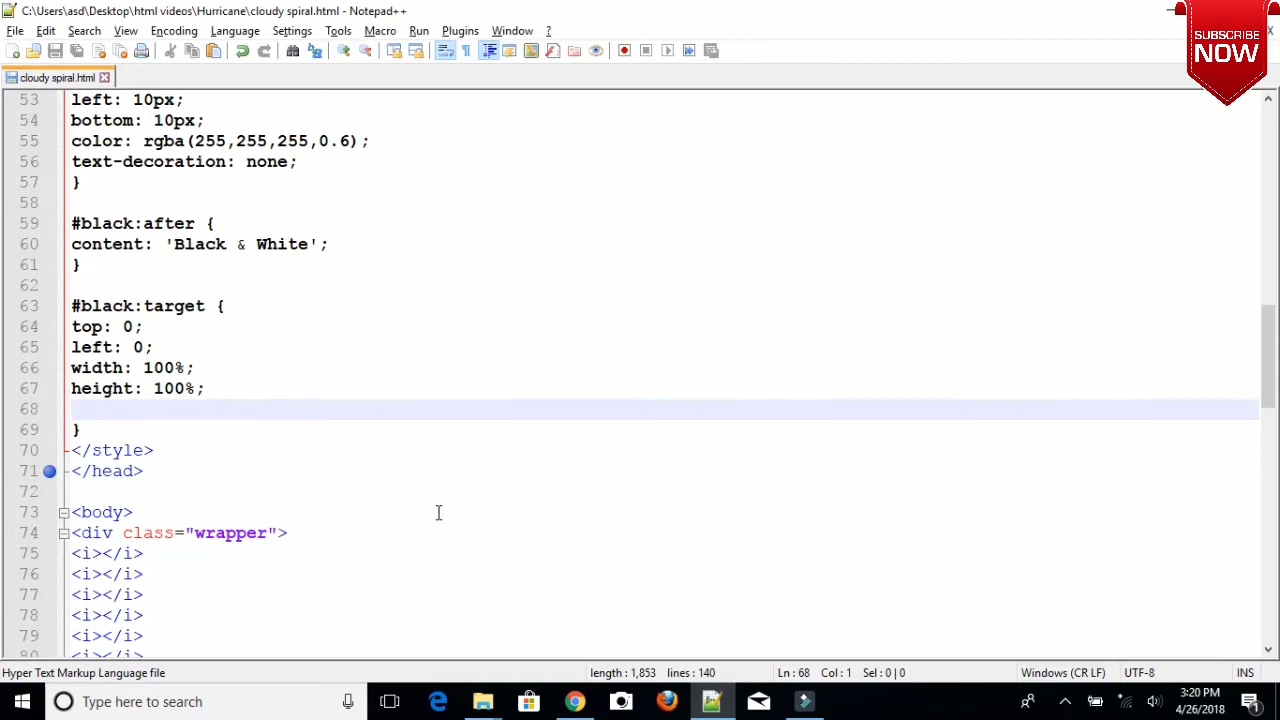 C:\Users\asd\Desktop\html videos\Hurricane\cloudy spiral.html - Notepad++
File Edit Search View Encoding Language Settings Tools Macro Run Plugins Window ?
SUBSCRIBE
NOW
cloudy spiral.html
53 left: 10px;
54 bottom: 10px;
55 color: rgba(255,255,255,0.6);
56 text-decoration: none;
57 }
58
59 #black:after {
60 content: 'Black & White';
61 }
62
63 #black:target {
64 top: 0;
65 left: 0;
66 width: 100%;
67 height: 100%;
68
69 }
70 </style>
71 </head>
72
73 <body>
74 <div class="wrapper">
75 <i></i>
76 <i></i>
77 <i></i>
78 <i></i>
79 <i></i>
80 <i></i>
Hyper Text Markup Language file length : 1,853 lines : 140 Ln : 68 Col : 1 Sel : 0 | 0 Windows (CR LF) UTF-8 INS
Type here to search
3:20 PM
4/26/2018
1